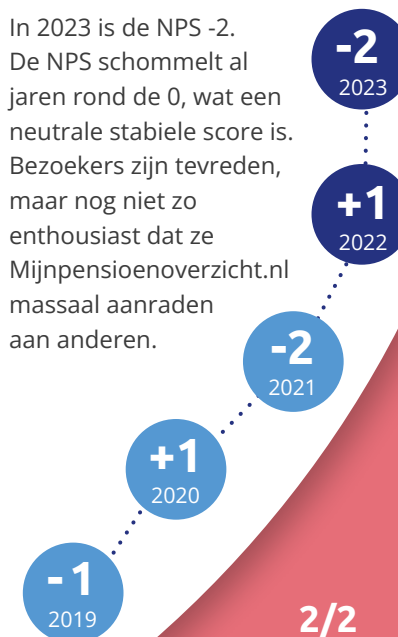 In 2023 is de NPS -2.
De NPS schommelt al
jaren rond de 0, wat een
neutrale stabiele score is.
Bezoekers zijn tevreden,
maar nog niet zo
enthousiast dat ze
Mijnpensioenoverzicht.nl
massaal aanraden
aan anderen.
-2
2023
+1
2022
-2
2021
+1
2020
-1
2019
2/2